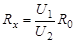 Rₓ = U₁/U₂ R₀